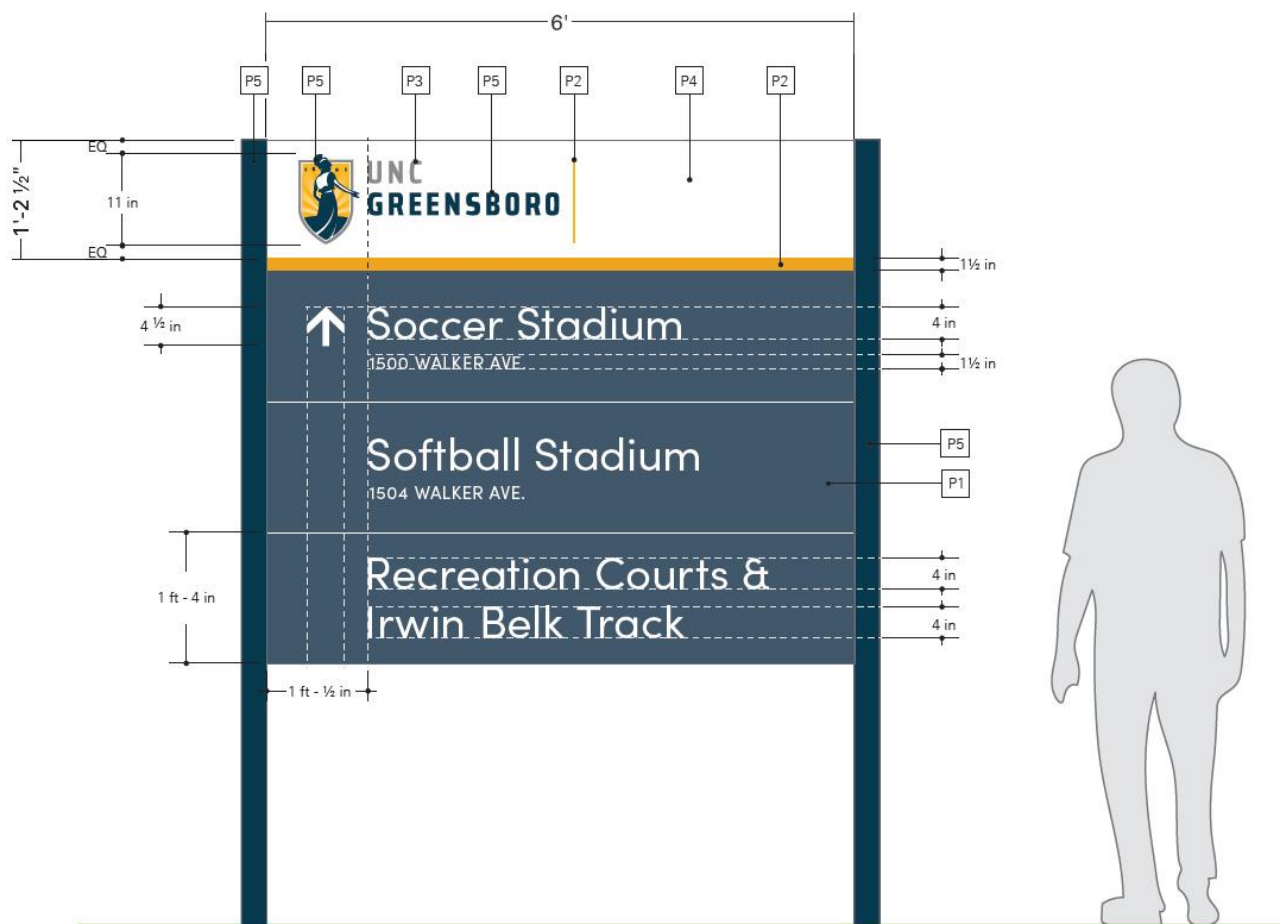 6'
P5 P5 P3 P5 P2 P4 P2
EQ
1'-2 ½"
11 in
EQ
UNC
GREENSBORO
1½ in
4 ½ in
Soccer Stadium
4 in
1500 WALKER AVE.
1½ in
Softball Stadium
P5
1504 WALKER AVE.
P1
Recreation Courts &
4 in
1 ft - 4 in
Irwin Belk Track
4 in
1 ft - ½ in